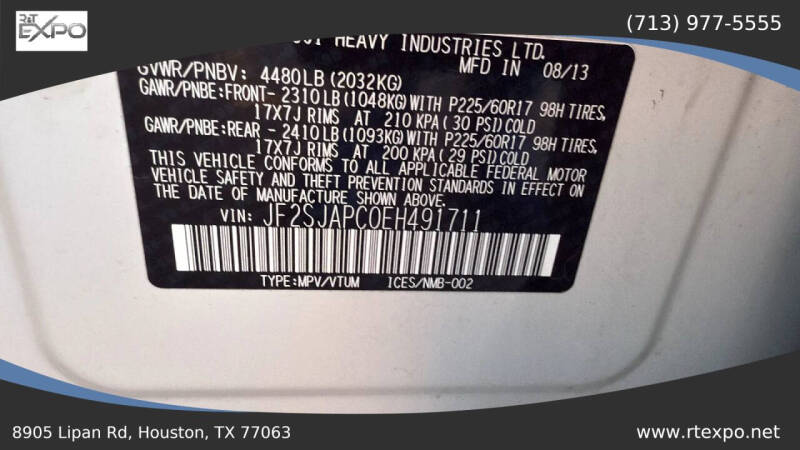 R&T
EXPO
(713) 977-5555
HEAVY INDUSTRIES LTD.
MFD IN 08/13
GVWR/PNBV: 4480LB (2032KG)
GAWR/PNBE:FRONT- 2310LB(1048KG)WITH P225/60R17 98H TIRES,
17X7J RIMS AT 210 KPA(30 PSI)COLD
GAWR/PNBE:REAR - 2410LB(1093KG)WITH P225/60R17 98H TIRES,
17X7J RIMS AT 200 KPA(29 PSI)COLD
THIS VEHICLE CONFORMS TO ALL APPLICABLE FEDERAL MOTOR
VEHICLE SAFETY AND THEFT PREVENTION STANDARDS IN EFFECT ON
THE DATE OF MANUFACTURE SHOWN ABOVE.
VIN: JF2SJAPC0EH491711
TYPE:MPV/VTUM ICES/NMB-002
8905 Lipan Rd, Houston, TX 77063
www.rtexpo.net